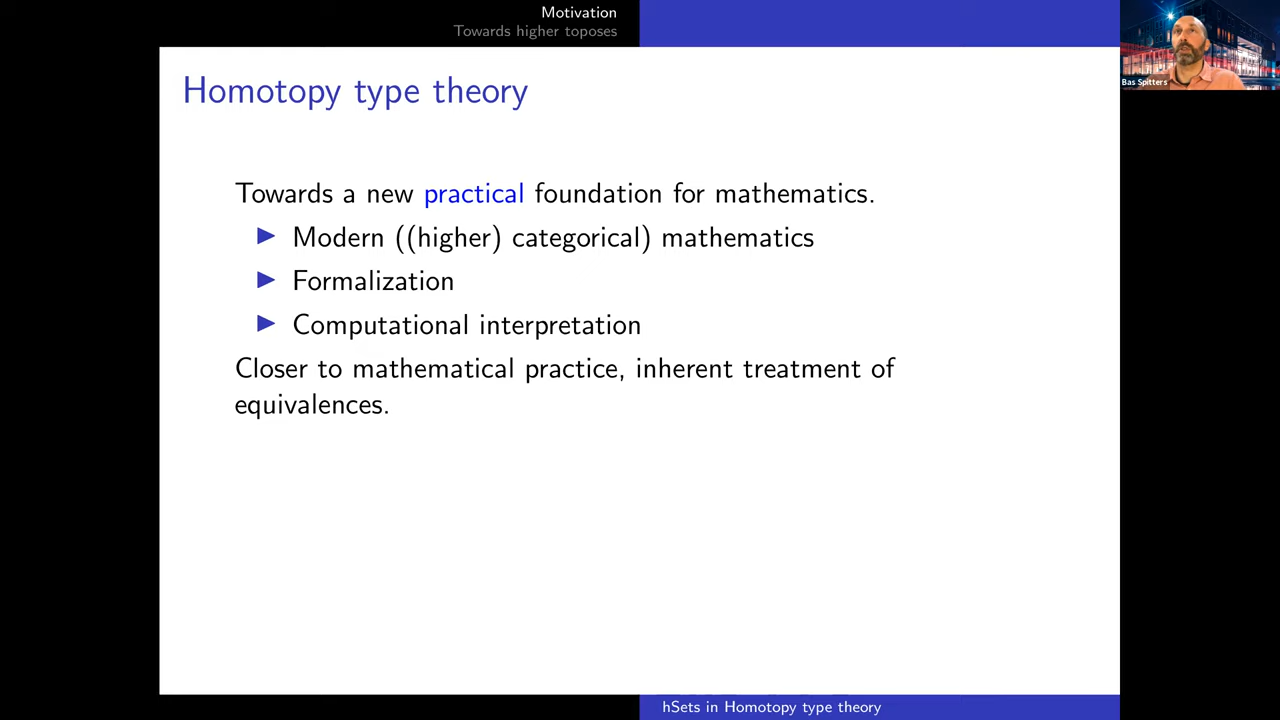 Motivation
Towards higher toposes
Bas Spitters
Homotopy type theory
Towards a new practical foundation for mathematics.
Modern ((higher) categorical) mathematics
Formalization
Computational interpretation
Closer to mathematical practice, inherent treatment of
equivalences.
hSets in Homotopy type theory